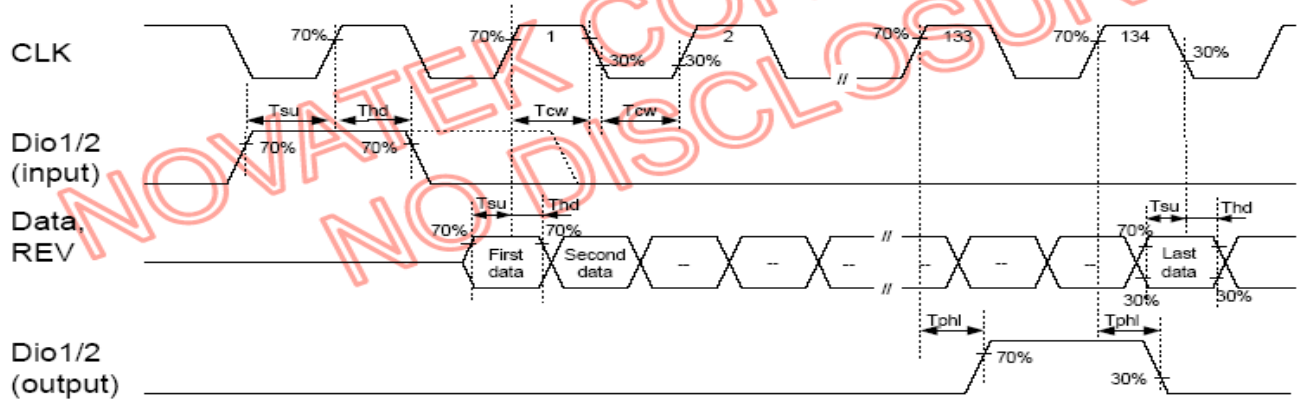 NOVATEK CO
NO DISCLOSUR
CLK
70%
70%
1
30%
30%
2
//
70%
133
70%
134
30%
Tsu
Thd
Tcw
Tcw
Dio1/2
(input)
70%
70%
Tsu
Thd
Tsu
Thd
Data,
REV
70%
70%
First
data
Second
data
--
--
--
//
//
--
--
--
70%
Last
data
30%
30%
Tphl
Tphl
Dio1/2
(output)
70%
30%